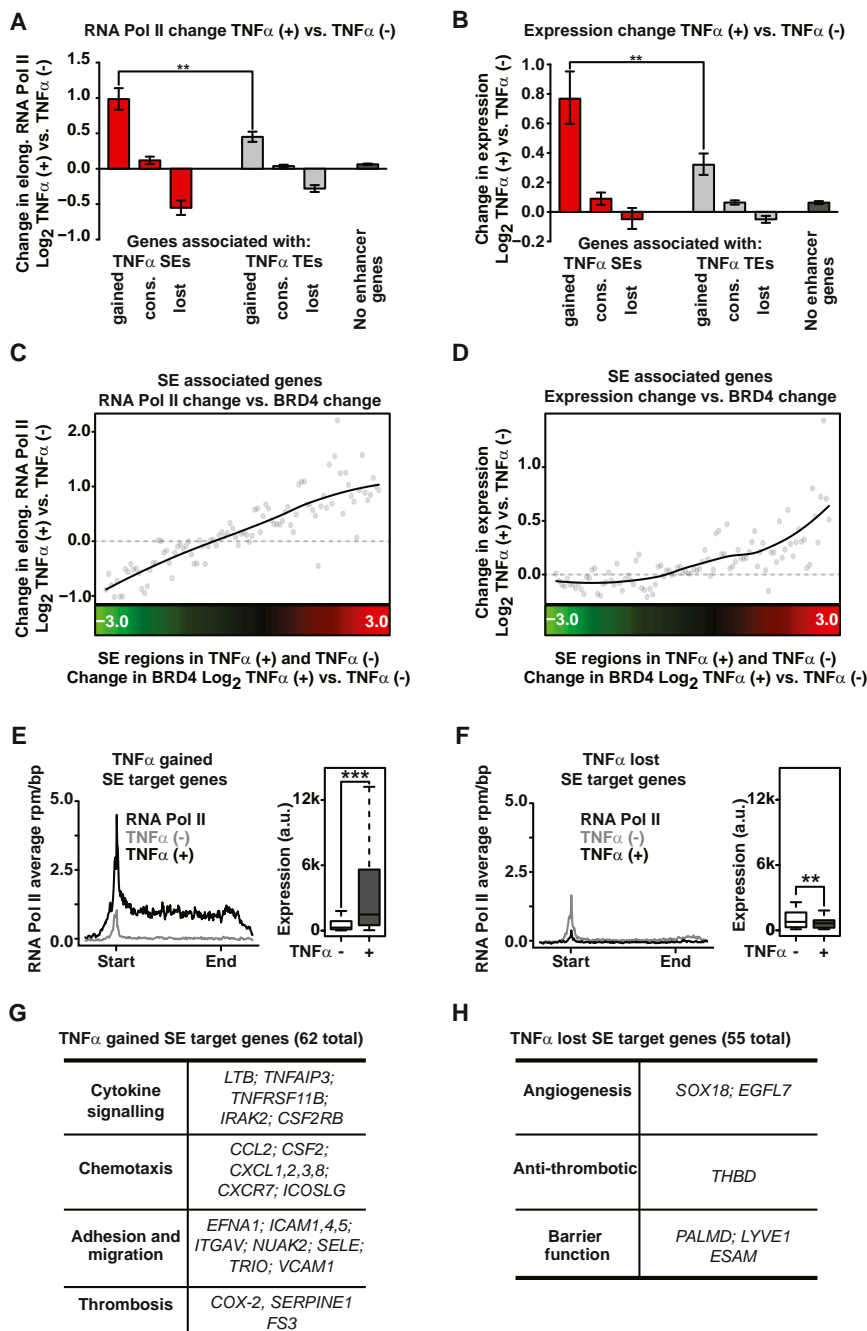 A
RNA Pol II change TNFα (+) vs. TNFα (-)
Change in elong. RNA Pol II
Log2 TNFα (+) vs. TNFα (-)
1.5
1.0
0.5
0.0
−0.5
−1.0
**
Genes associated with:
TNFα SEs
TNFα TEs
gained
cons.
lost
gained
cons.
lost
No enhancer
genes
B
Expression change TNFα (+) vs. TNFα (-)
Change in expression
Log2 TNFα (+) vs. TNFα (-)
1.0
0.8
0.6
0.4
0.2
0.0
−0.2
**
Genes associated with:
TNFα SEs
TNFα TEs
gained
cons.
lost
gained
cons.
lost
No enhancer
genes
C
SE associated genes
RNA Pol II change vs. BRD4 change
Change in elong. RNA Pol II
Log2 TNFα (+) vs. TNFα (-)
2.0
1.0
0.0
−1.0
−3.0
3.0
SE regions in TNFα (+) and TNFα (-)
Change in BRD4 Log2 TNFα (+) vs. TNFα (-)
D
SE associated genes
Expression change vs. BRD4 change
Change in expression
Log2 TNFα (+) vs. TNFα (-)
1.0
0.5
0.0
−3.0
3.0
SE regions in TNFα (+) and TNFα (-)
Change in BRD4 Log2 TNFα (+) vs. TNFα (-)
E
TNFα gained
SE target genes
RNA Pol II average rpm/bp
5.0
2.5
0.0
RNA Pol II
TNFα (-)
TNFα (+)
Start
End
Expression (a.u.)
12k
6k
0
***
TNFα - +
F
TNFα lost
SE target genes
RNA Pol II average rpm/bp
5.0
2.5
0.0
RNA Pol II
TNFα (-)
TNFα (+)
Start
End
Expression (a.u.)
12k
6k
0
**
TNFα - +
G
TNFα gained SE target genes (62 total)
Cytokine
signalling
LTB; TNFAIP3;
TNFRSF11B;
IRAK2; CSF2RB
Chemotaxis
CCL2; CSF2;
CXCL1,2,3,8;
CXCR7; ICOSLG
Adhesion and
migration
EFNA1; ICAM1,4,5;
ITGAV; NUAK2; SELE;
TRIO; VCAM1
Thrombosis
COX-2, SERPINE1
FS3
H
TNFα lost SE target genes (55 total)
Angiogenesis
SOX18; EGFL7
Anti-thrombotic
THBD
Barrier
function
PALMD; LYVE1
ESAM